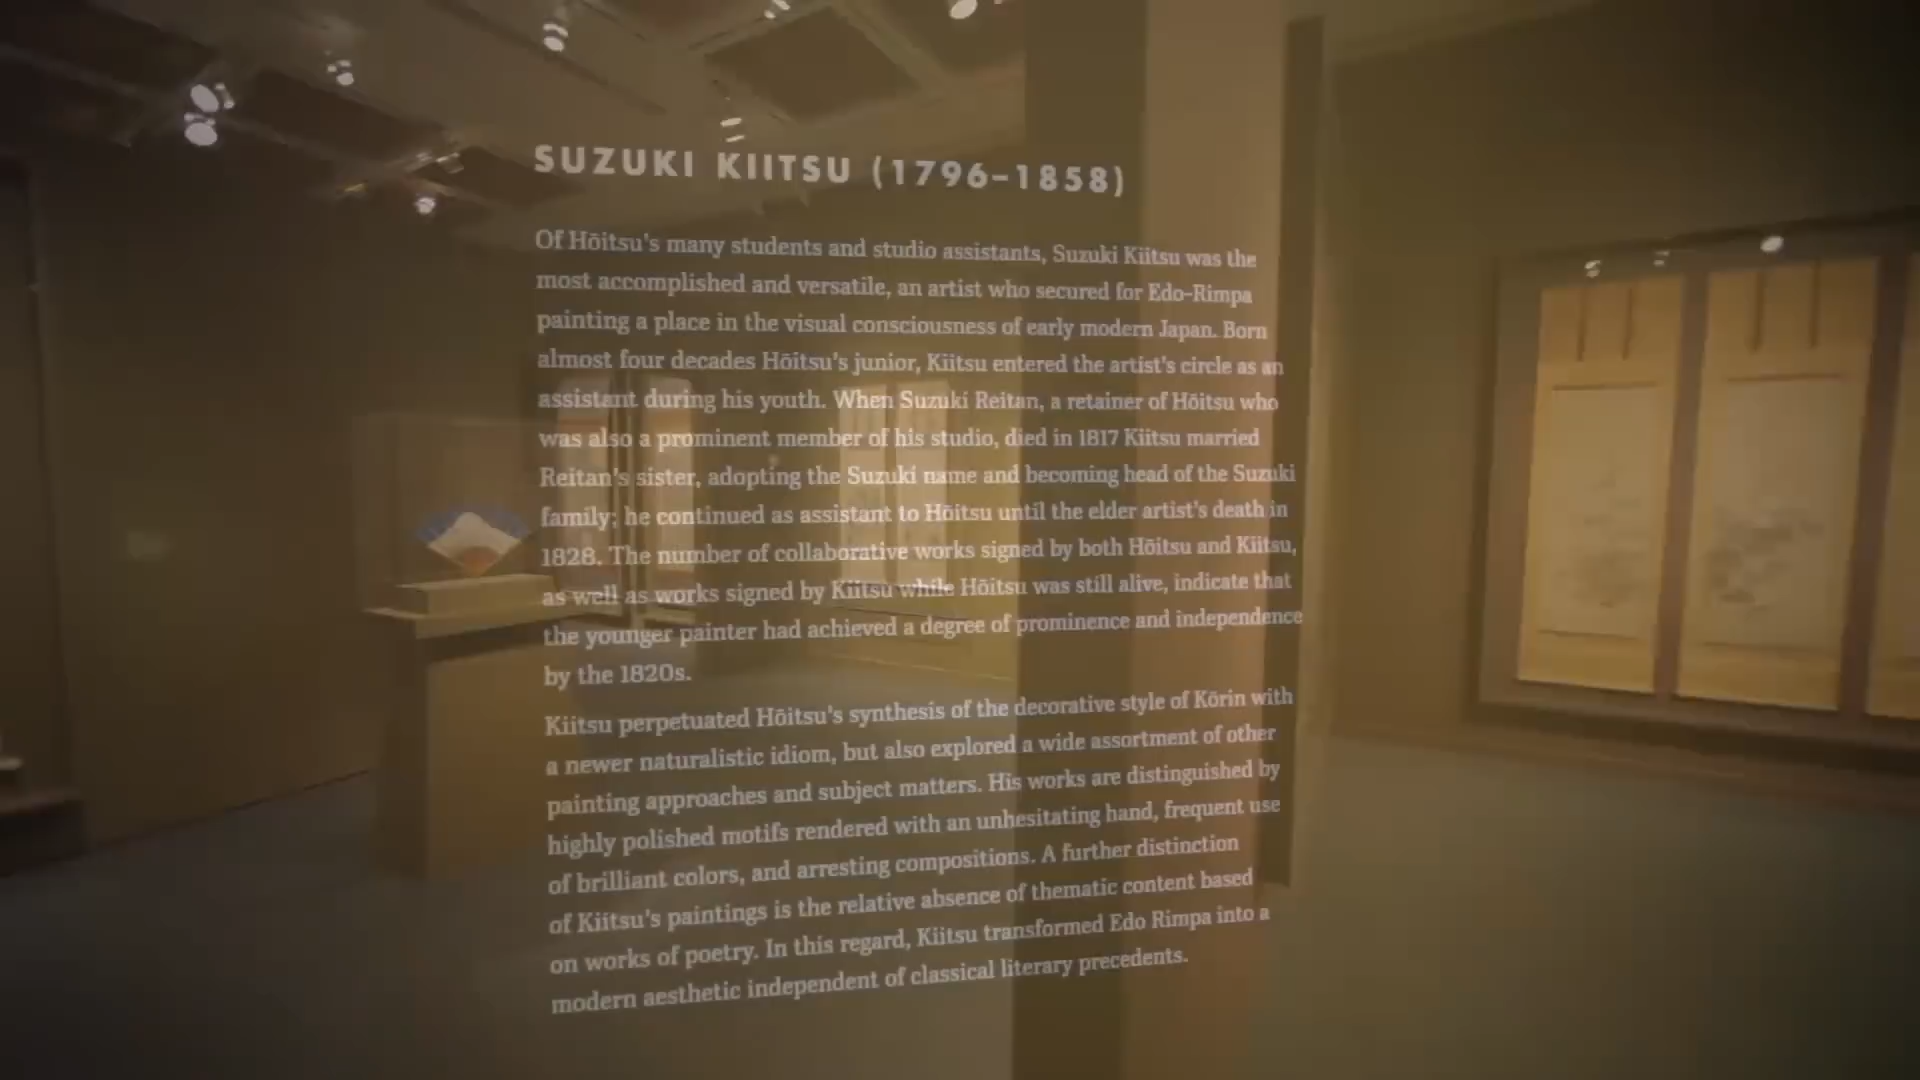 SUZUKI KIITSU (1796–1858)
Of Hōitsu's many students and studio assistants, Suzuki Kiitsu was the
most accomplished and versatile, an artist who secured for Edo-Rimpa
painting a place in the visual consciousness of early modern Japan. Born
almost four decades Hōitsu's junior, Kiitsu entered the artist's circle as an
assistant during his youth. When Suzuki Reitan, a retainer of Hōitsu who
was also a prominent member of his studio, died in 1817 Kiitsu married
Reitan's sister, adopting the Suzuki name and becoming head of the Suzuki
family; he continued as assistant to Hōitsu until the elder artist's death in
1828. The number of collaborative works signed by both Hōitsu and Kiitsu,
as well as works signed by Kiitsu while Hōitsu was still alive, indicate that
the younger painter had achieved a degree of prominence and independence
by the 1820s.
Kiitsu perpetuated Hōitsu's synthesis of the decorative style of Kōrin with
a newer naturalistic idiom, but also explored a wide assortment of other
painting approaches and subject matters. His works are distinguished by
highly polished motifs rendered with an unhesitating hand, frequent use
of brilliant colors, and arresting compositions. A further distinction
of Kiitsu's paintings is the relative absence of thematic content based
on works of poetry. In this regard, Kiitsu transformed Edo Rimpa into a
modern aesthetic independent of classical literary precedents.